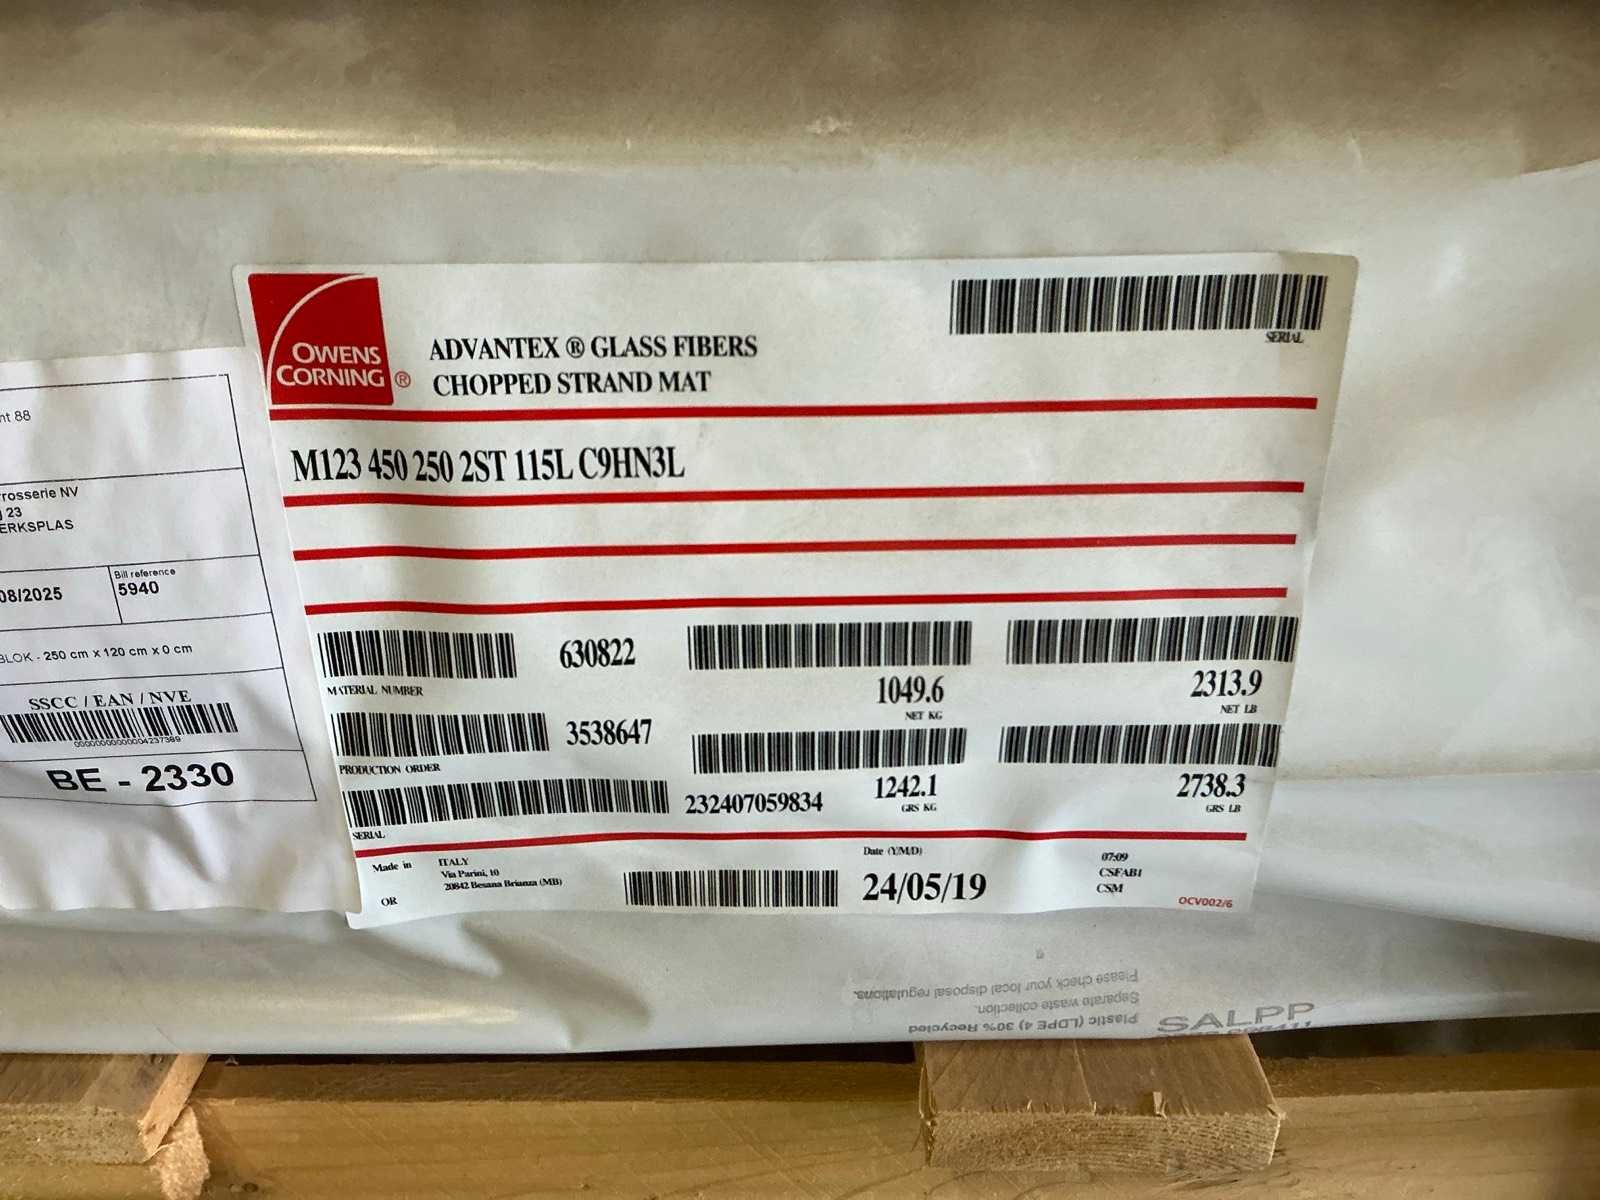 OWENS
CORNING ®
ADVANTEX ® GLASS FIBERS
CHOPPED STRAND MAT
SERIAL
M123 450 250 2ST 115L C9HN3L
630822
MATERIAL NUMBER
1049.6
NET KG
2313.9
NET LB
3538647
PRODUCTION ORDER
1242.1
GRS KG
2738.3
GRS LB
232407059834
SERIAL
Made in
ITALY
Via Parini, 10
20842 Besana Brianza (MB)
OR
Date (Y/M/D)
24/05/19
07:09
CSFAB1
CSM
OCV002/6
nt 88
rosserie NV
23
ERKSPLAS
08/2025
Bill reference
5940
BLOK - 250 cm x 120 cm x 0 cm
SSCC / EAN / NVE
BE - 2330
SALPP
Plastic (LDPE 4) 30% Recycled
Separate waste collection.
Please check your local disposal regulations.